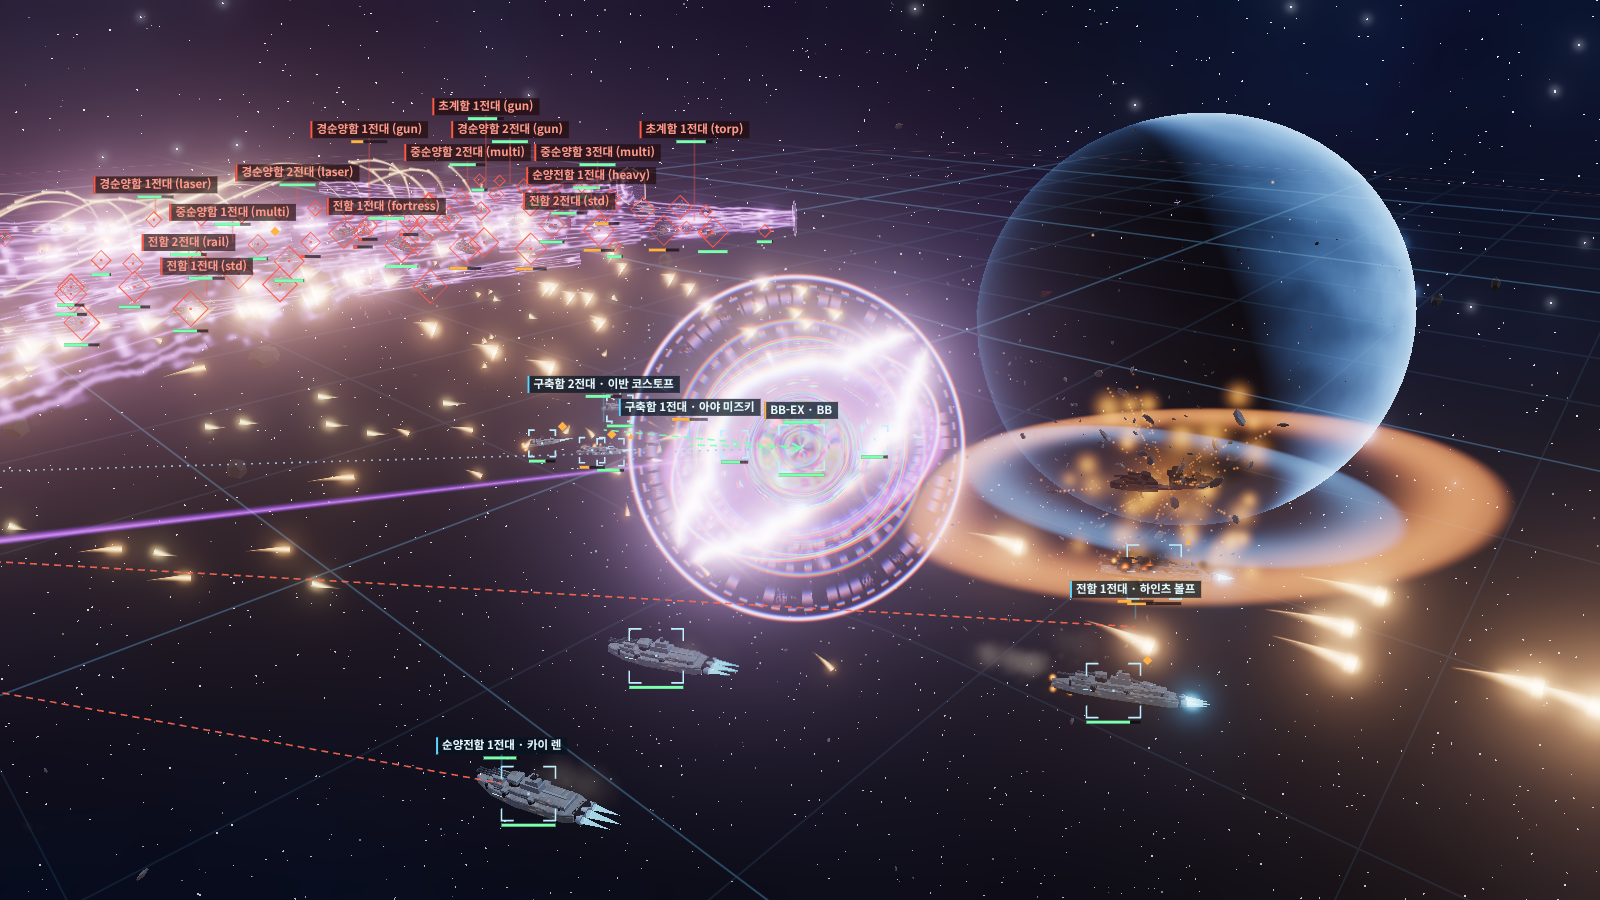 초계함 1전대 (gun)
경순양함 1전대 (gun)
경순양함 2전대 (gun)
초계함 1전대 (torp)
중순양함 2전대 (multi)
중순양함 3전대 (multi)
경순양함 2전대 (laser)
순양전함 1전대 (heavy)
경순양함 1전대 (laser)
전함 1전대 (fortress)
전함 2전대 (std)
중순양함 1전대 (multi)
전함 2전대 (rail)
전함 1전대 (std)
구축함 2전대 · 이반 코스토프
구축함 1전대 · 아야 미즈키
BB-EX · BB
전함 1전대 · 하인츠 볼프
순양전함 1전대 · 카이 렌